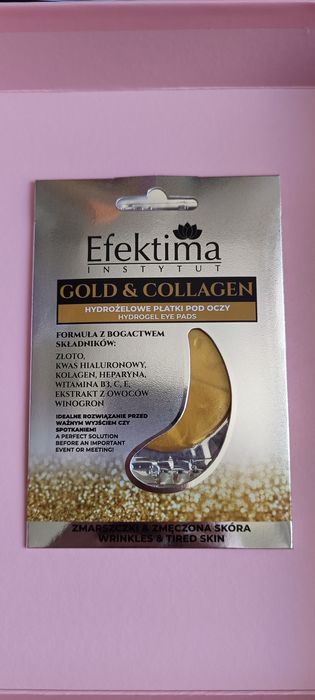 Efektima
INSTYTUT
GOLD & COLLAGEN
HYDROŻELOWE PŁATKI POD OCZY
HYDROGEL EYE PADS
FORMUŁA Z BOGACTWEM
SKŁADNIKÓW:
ZŁOTO,
KWAS HIALURONOWY,
KOLAGEN, HEPARYNA,
WITAMINA B3, C, E,
EKSTRAKT Z OWOCÓW
WINOGRON
IDEALNE ROZWIĄZANIE PRZED
WAŻNYM WYJŚCIEM CZY
SPOTKANIEM!
A PERFECT SOLUTION
BEFORE AN IMPORTANT
EVENT OR MEETING!
ZMARSZCZKI & ZMĘCZONA SKÓRA
WRINKLES & TIRED SKIN